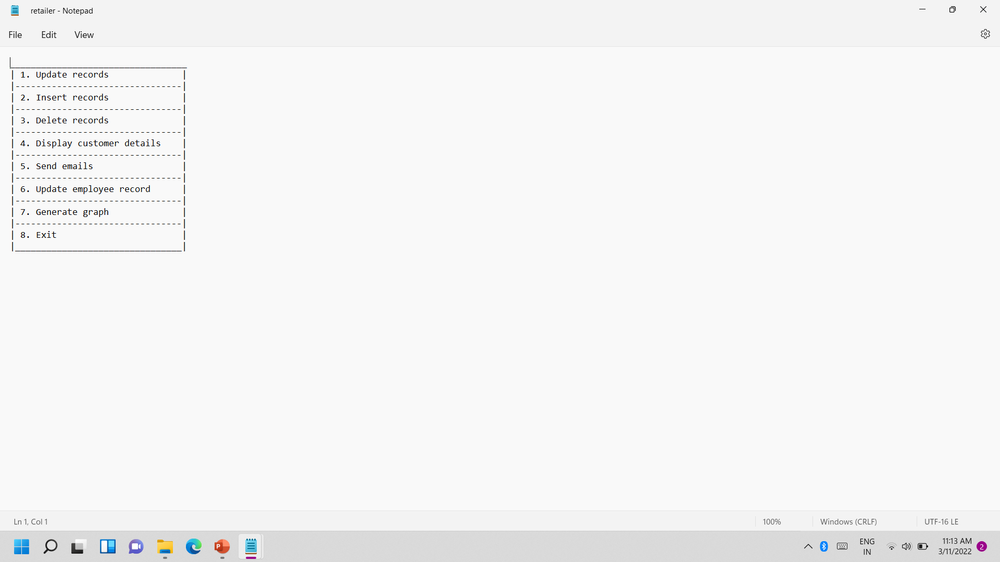 retailer - Notepad
File Edit View
_________________________________
| 1. Update records |
|--------------------------------|
| 2. Insert records |
|--------------------------------|
| 3. Delete records |
|--------------------------------|
| 4. Display customer details |
|--------------------------------|
| 5. Send emails |
|--------------------------------|
| 6. Update employee record |
|--------------------------------|
| 7. Generate graph |
|--------------------------------|
| 8. Exit |
|________________________________|
Ln 1, Col 1 100% Windows (CRLF) UTF-16 LE
P ENG 11:13 AM
IN 3/11/2022 2